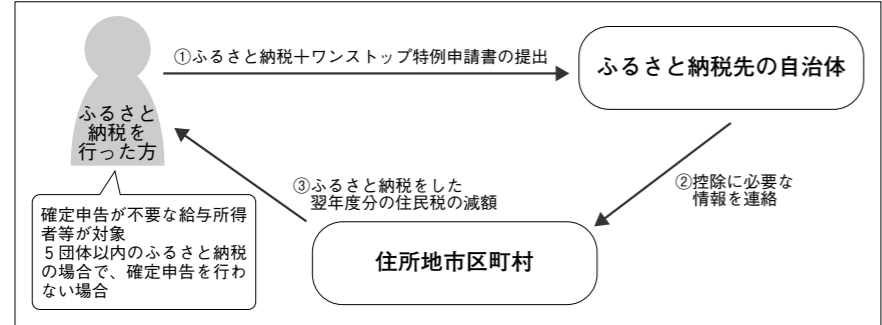 ①ふるさと納税＋ワンストップ特例申請書の提出
ふるさと納税先の自治体
ふるさと
納税を
行った方
②控除に必要な
情報を連絡
③ふるさと納税をした
翌年度分の住民税の減額
確定申告が不要な給与所得
者等が対象
５団体以内のふるさと納税
の場合で、確定申告を行わ
ない場合
住所地市区町村